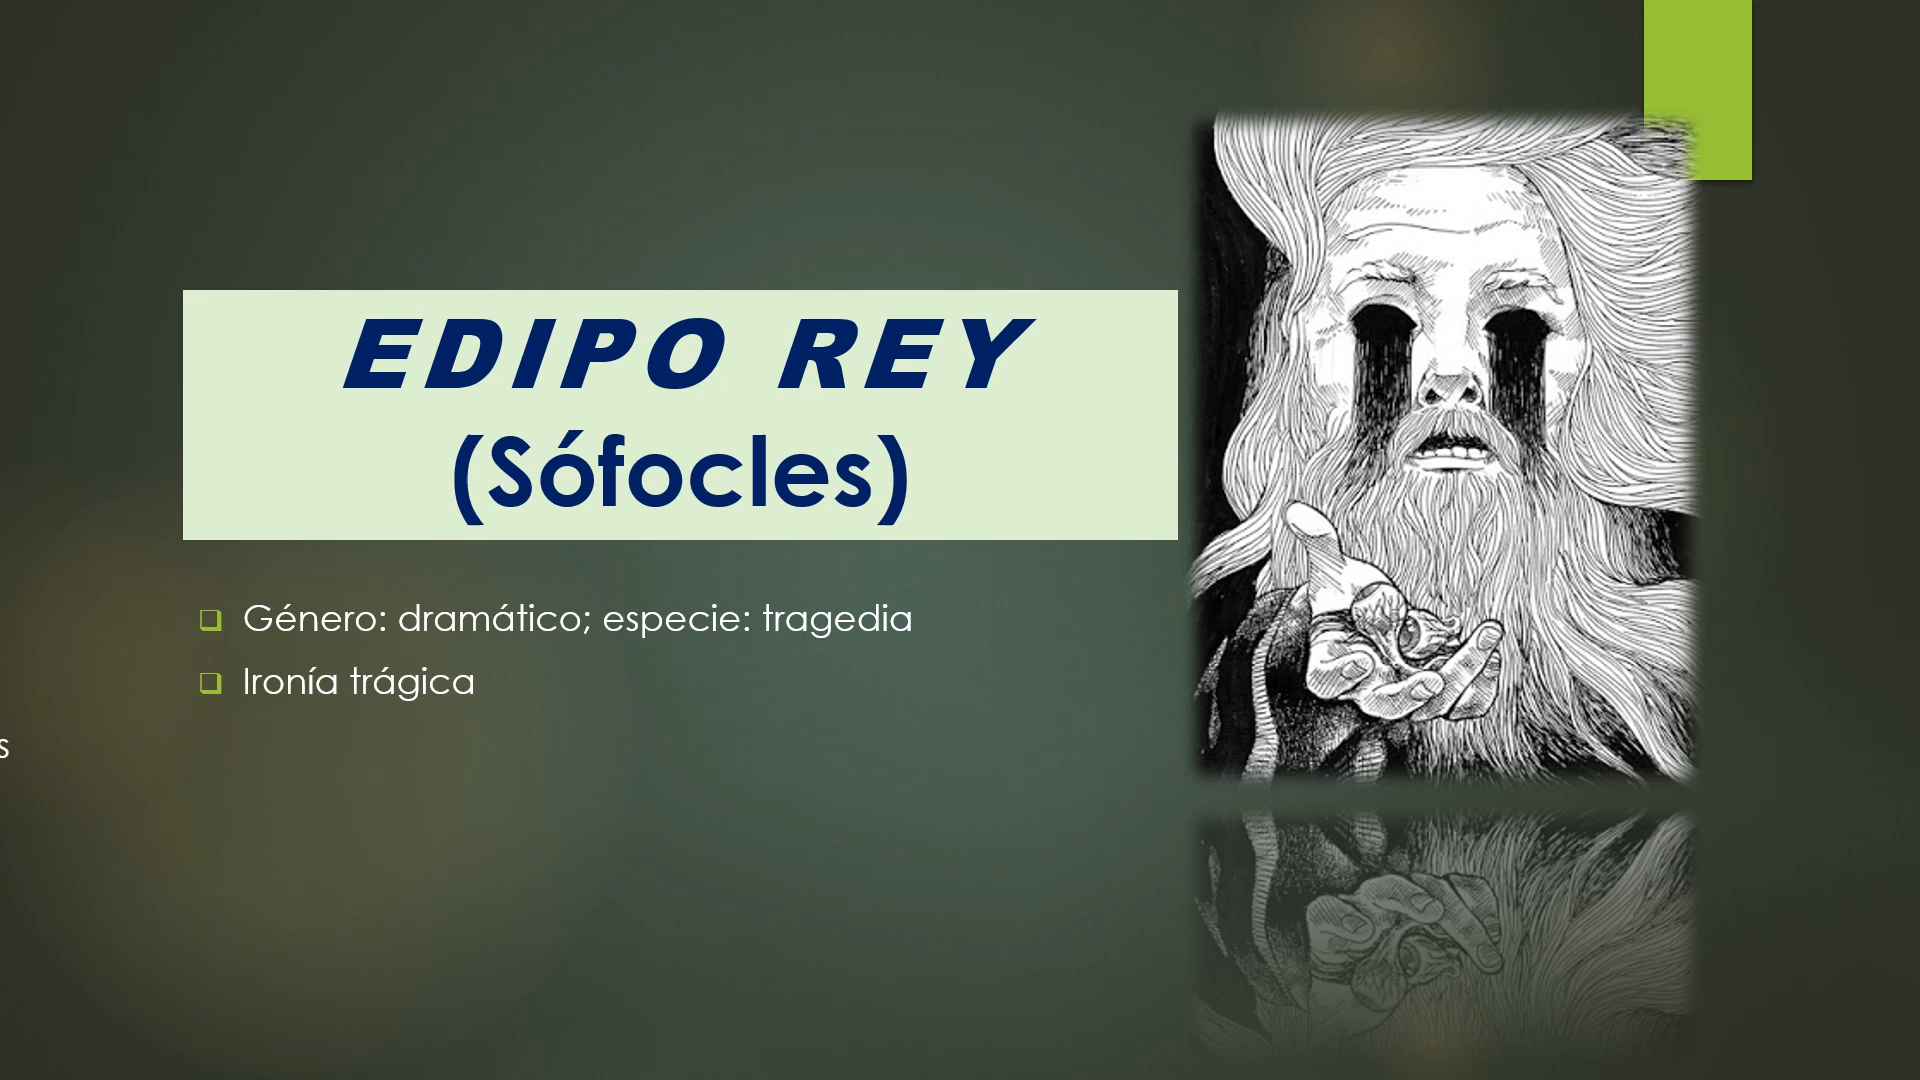 EDIPO REY
(Sófocles)
Género: dramático; especie: tragedia
Ironía trágica
s